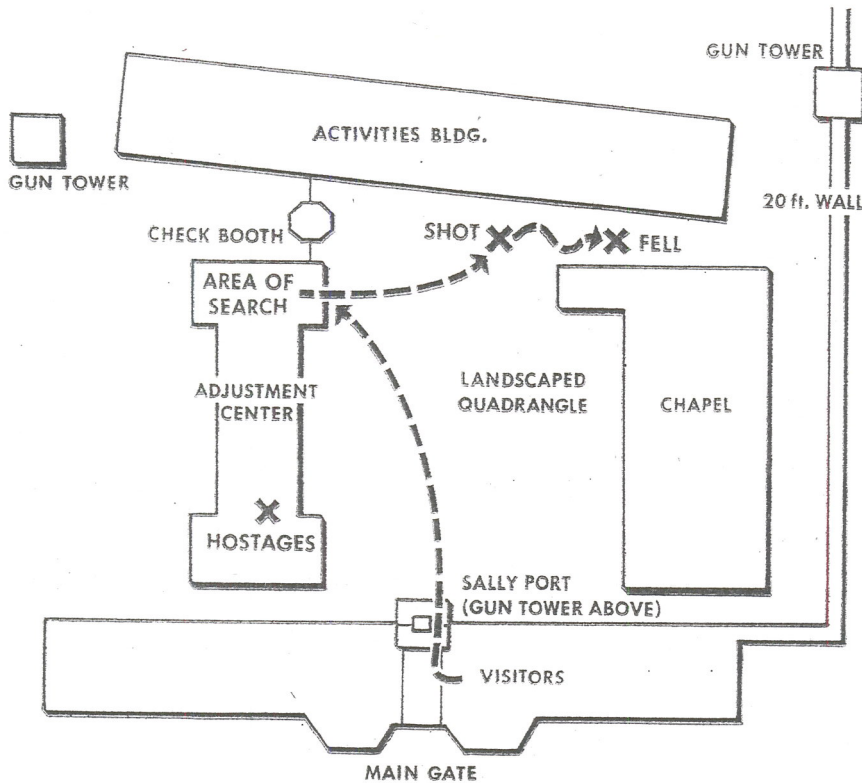 GUN TOWER
ACTIVITIES BLDG.
GUN TOWER
20 ft. WALL
CHECK BOOTH
SHOT
FELL
AREA OF
SEARCH
ADJUSTMENT
CENTER
LANDSCAPED
QUADRANGLE
CHAPEL
HOSTAGES
SALLY PORT
(GUN TOWER ABOVE)
VISITORS
MAIN GATE